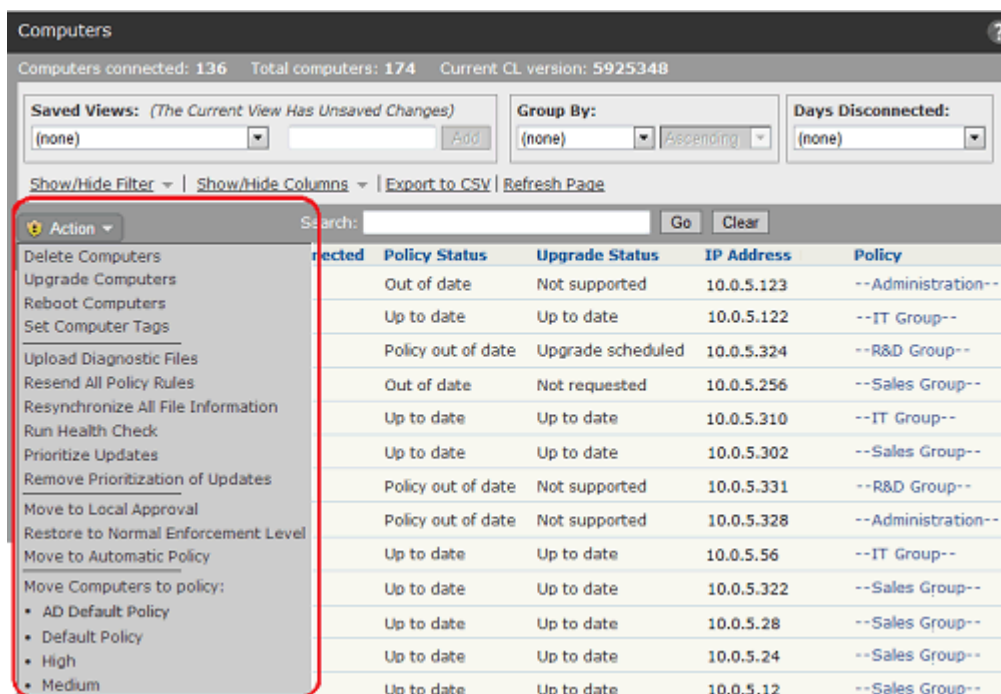 Computers
?
Computers connected: 136 Total computers: 174 Current CL version: 5925348
Saved Views: (The Current View Has Unsaved Changes) Group By: Days Disconnected:
(none) Add (none) Ascending (none)
Show/Hide Filter | Show/Hide Columns | Export to CSV | Refresh Page
Action Search: Go Clear
Delete Computers nected Policy Status Upgrade Status IP Address Policy
Upgrade Computers Out of date Not supported 10.0.5.123 --Administration--
Reboot Computers
Set Computer Tags Up to date Up to date 10.0.5.122 --IT Group--
Upload Diagnostic Files Policy out of date Upgrade scheduled 10.0.5.324 --R&D Group--
Resend All Policy Rules Out of date Not requested 10.0.5.256 --Sales Group--
Resynchronize All File Information Up to date Up to date 10.0.5.310 --IT Group--
Run Health Check
Prioritize Updates Up to date Up to date 10.0.5.302 --Sales Group--
Remove Prioritization of Updates Policy out of date Not supported 10.0.5.331 --R&D Group--
Move to Local Approval Policy out of date Not supported 10.0.5.328 --Administration--
Restore to Normal Enforcement Level
Move to Automatic Policy Up to date Up to date 10.0.5.56 --IT Group--
Move Computers to policy: Up to date Up to date 10.0.5.322 --Sales Group--
• AD Default Policy Up to date Up to date 10.0.5.28 --Sales Group--
• Default Policy
• High Up to date Up to date 10.0.5.24 --Sales Group--
• Medium Up to date Up to date 10.0.5.12 --Sales Group--